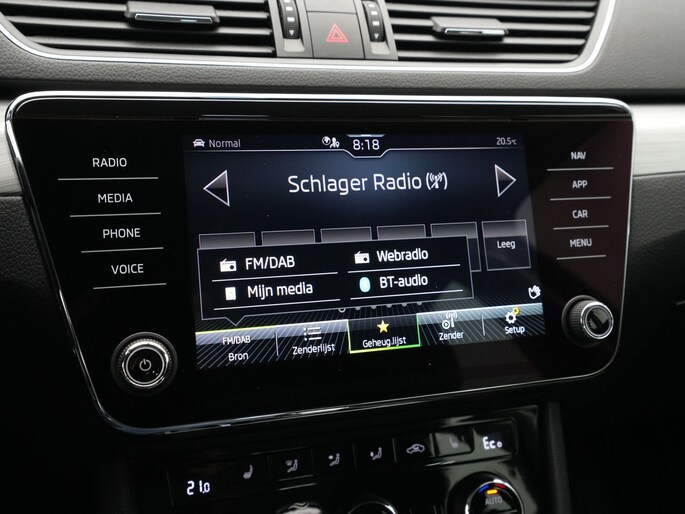 RADIO
MEDIA
PHONE
VOICE
Normal
8:18
20.5°C
Schlager Radio
Leeg
FM/DAB
Webradio
Mijn media
BT-audio
FM/DAB
Bron
Zenderlijst
Geheug.lijst
Zender
Setup
NAV
APP
CAR
MENU
21.0
Eco
AUTO